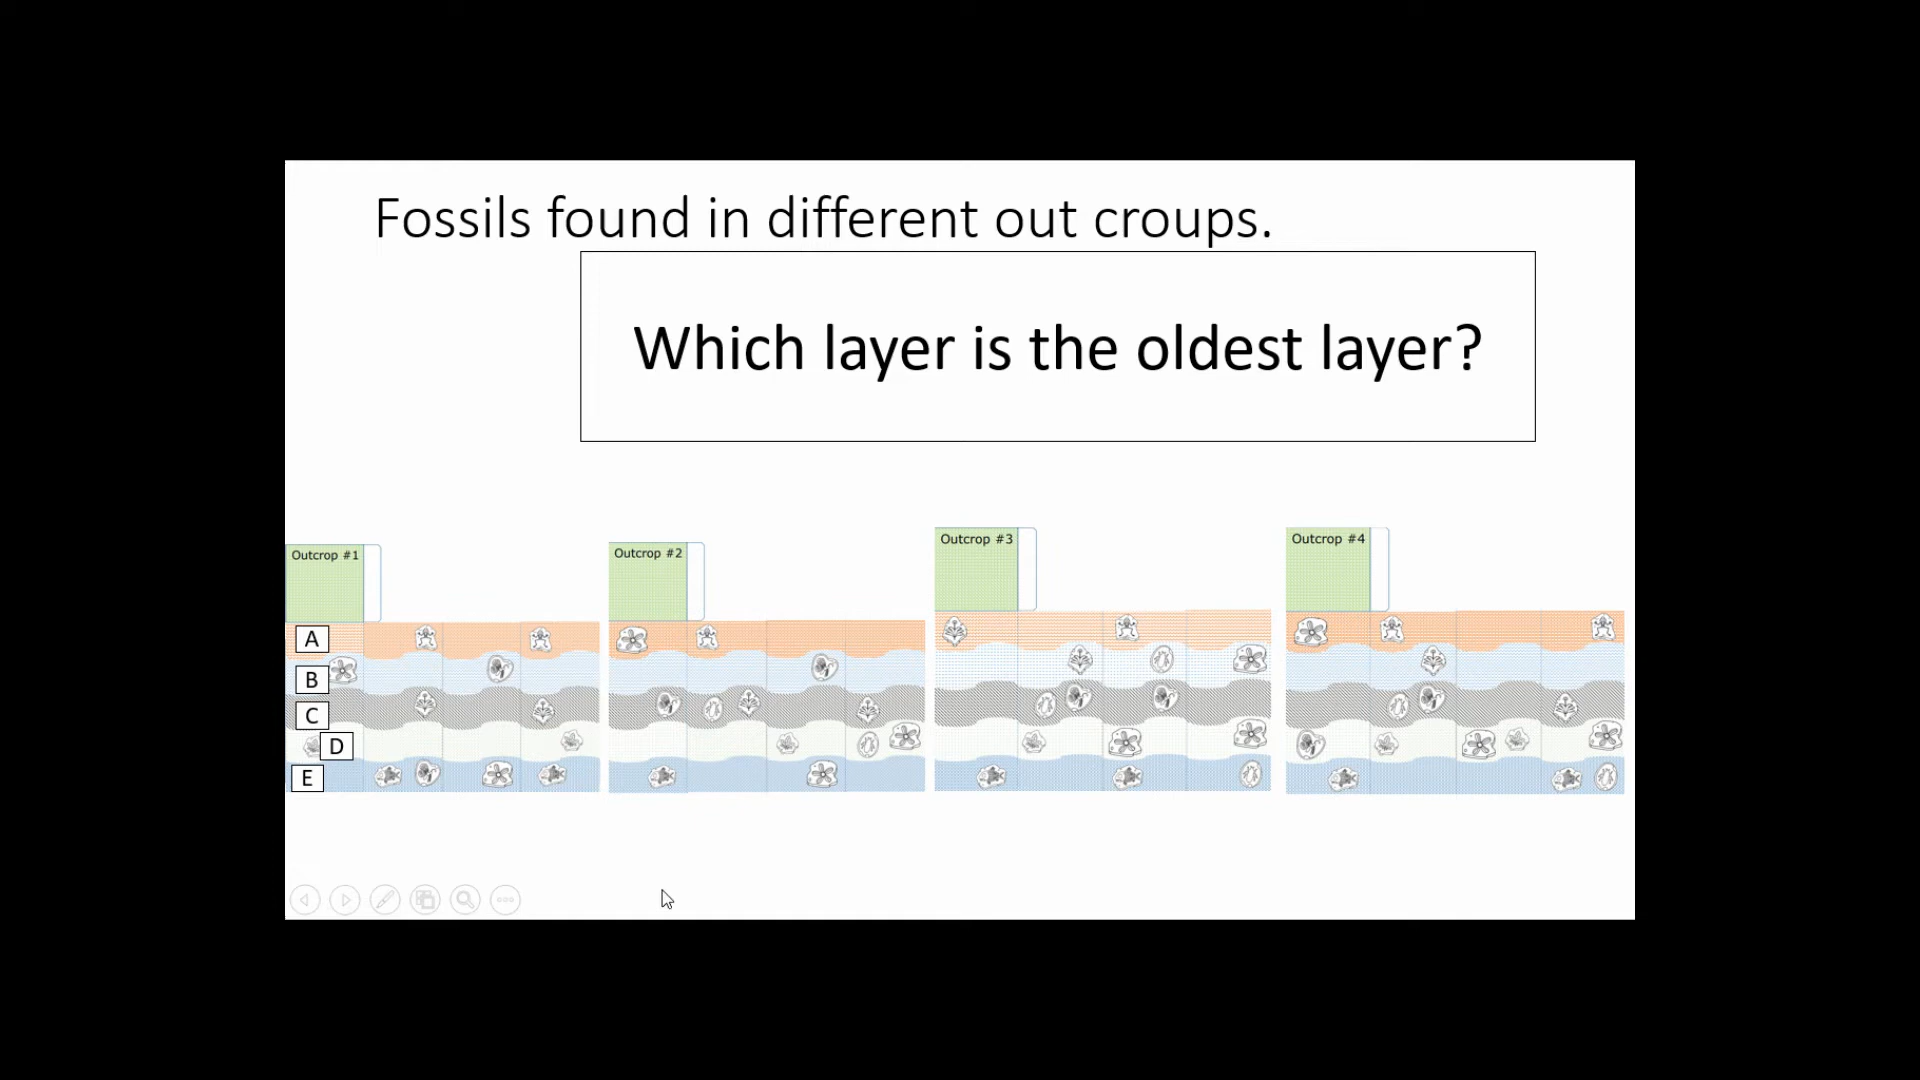 Fossils found in different out croups.
Which layer is the oldest layer?
Outcrop #1
Outcrop #2
Outcrop #3
Outcrop #4
A
B
C
D
E